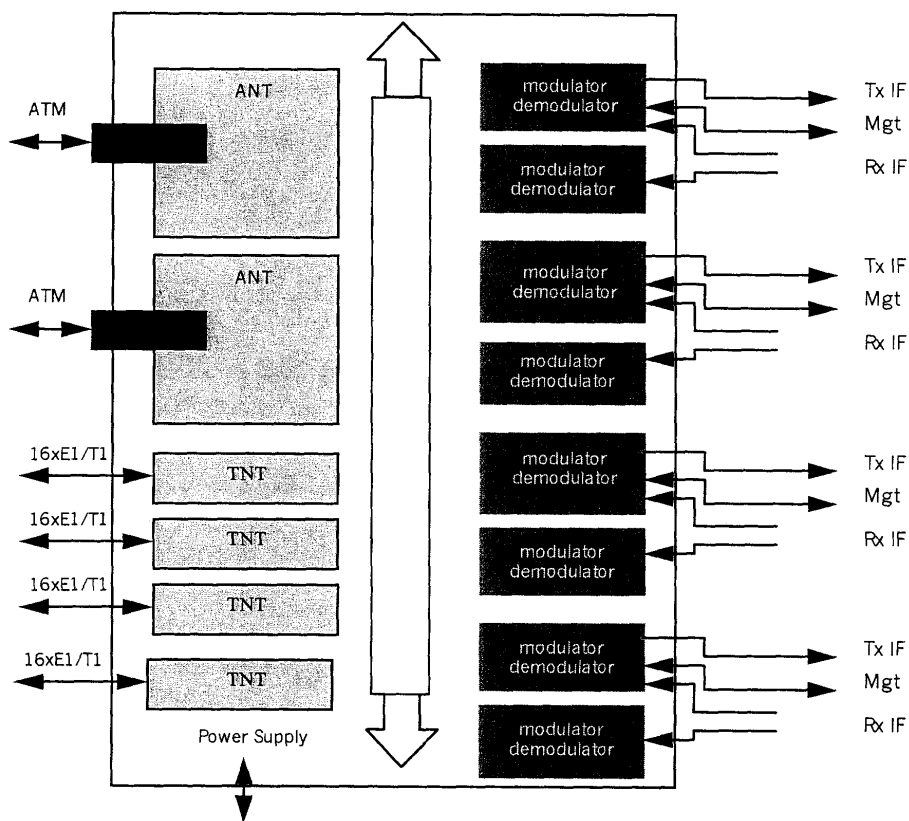 ANT
ATM
ANT
ATM
16xE1/T1
TNT
16xE1/T1
TNT
16xE1/T1
TNT
16xE1/T1
TNT
Power Supply
modulator
demodulator
modulator
demodulator
Tx IF
Mgt
Rx IF
modulator
demodulator
modulator
demodulator
Tx IF
Mgt
Rx IF
modulator
demodulator
modulator
demodulator
Tx IF
Mgt
Rx IF
modulator
demodulator
modulator
demodulator
Tx IF
Mgt
Rx IF